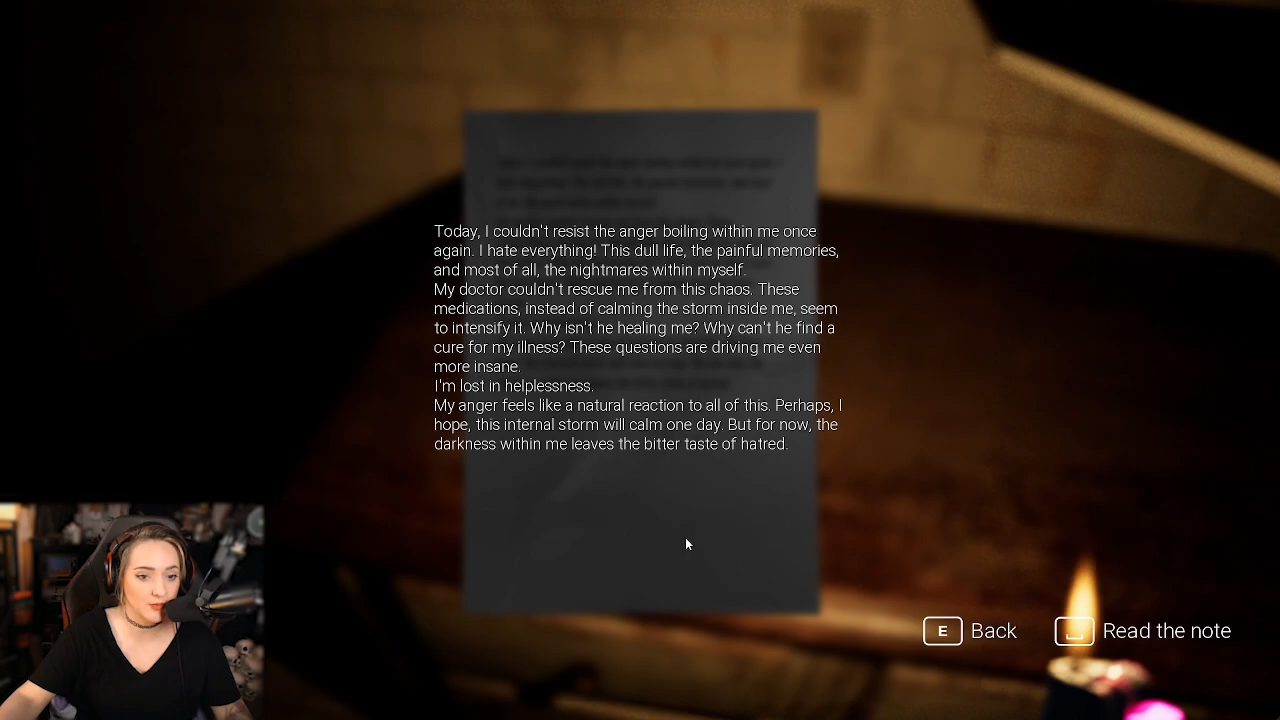 Today, I couldn't resist the anger boiling within me once
again. I hate everything! This dull life, the painful memories,
and most of all, the nightmares within myself.
My doctor couldn't rescue me from this chaos. These
medications, instead of calming the storm inside me, seem
to intensify it. Why isn't he healing me? Why can't he find a
cure for my illness? These questions are driving me even
more insane.
I'm lost in helplessness.
My anger feels like a natural reaction to all of this. Perhaps, I
hope, this internal storm will calm one day. But for now, the
darkness within me leaves the bitter taste of hatred.
E Back
Read the note